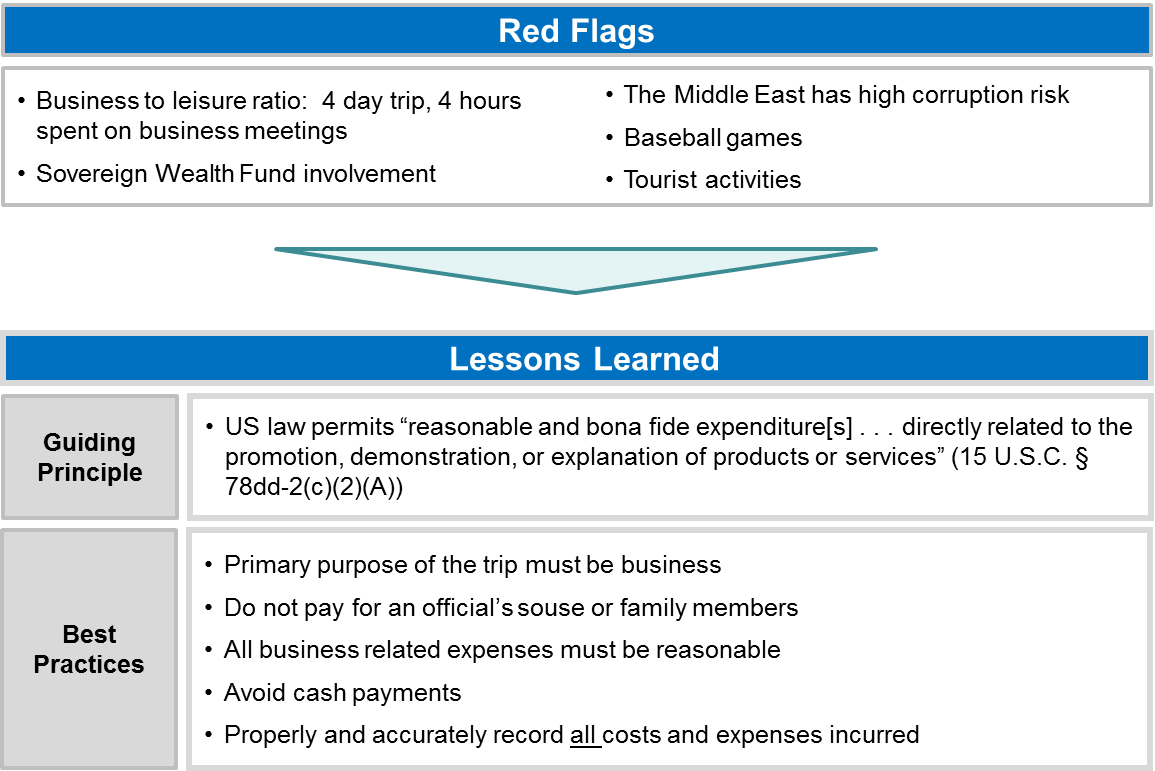 Red Flags
• Business to leisure ratio:  4 day trip, 4 hours
spent on business meetings
• Sovereign Wealth Fund involvement
• The Middle East has high corruption risk
• Baseball games
• Tourist activities
Lessons Learned
Guiding
Principle
• US law permits “reasonable and bona fide expenditure[s] . . . directly related to the
promotion, demonstration, or explanation of products or services” (15 U.S.C. §
78dd-2(c)(2)(A))
Best
Practices
• Primary purpose of the trip must be business
• Do not pay for an official’s souse or family members
• All business related expenses must be reasonable
• Avoid cash payments
• Properly and accurately record all costs and expenses incurred